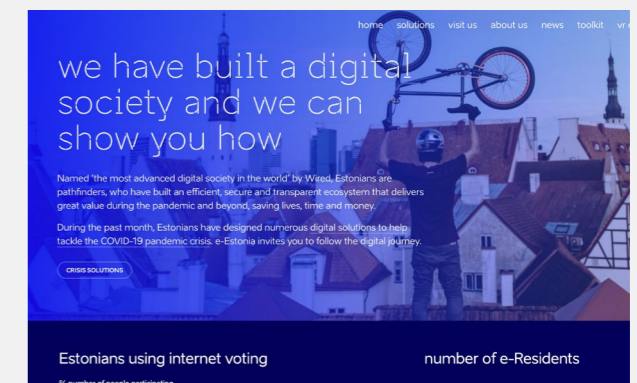 home solutions visit us about us news toolkit vr
we have built a digital
society and we can
show you how
Named 'the most advanced digital society in the world' by Wired, Estonians are
pathfinders, who have built an efficient, secure and transparent ecosystem that delivers
great value during the pandemic and beyond, saving lives, time and money.
During the past month, Estonians have designed numerous digital solutions to help
tackle the COVID-19 pandemic crisis. e-Estonia invites you to follow the digital journey.
CRISIS SOLUTIONS
Estonians using internet voting
number of e-Residents
% number of people participating